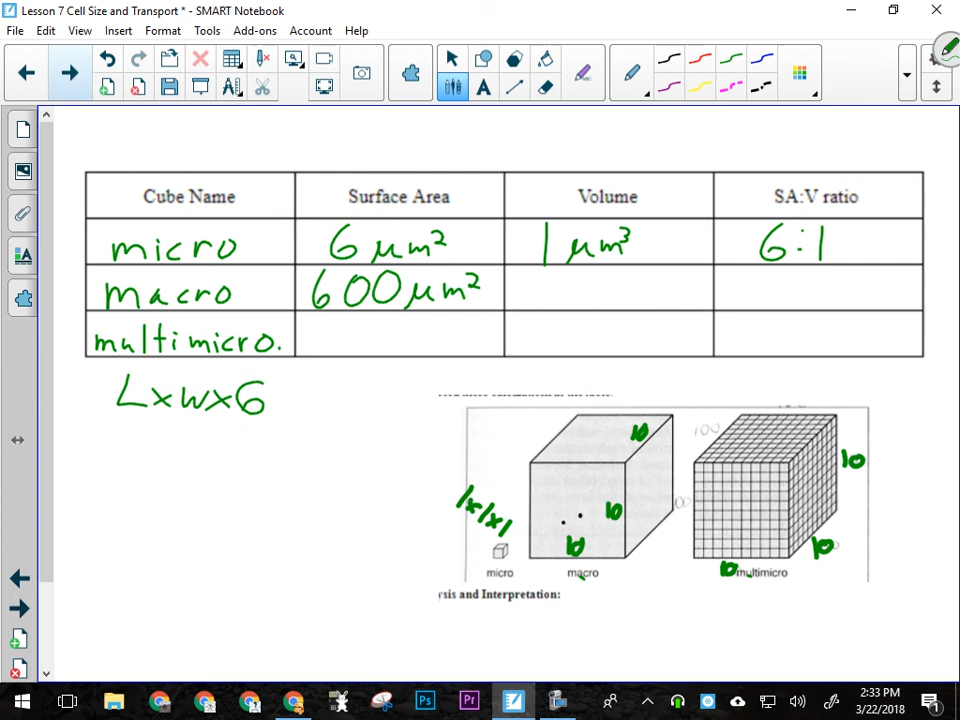 Lesson 7 Cell Size and Transport * - SMART Notebook
File Edit View Insert Format Tools Add-ons Account Help
Cube Name Surface Area Volume SA:V ratio
micro 6 μm² 1 μm³ 6:1
macro 600 μm²
multimicro.
L x W x 6
100
10
10
10
1x1x1
10
10
10
micro macro multimicro
ysis and Interpretation:
2:33 PM
3/22/2018